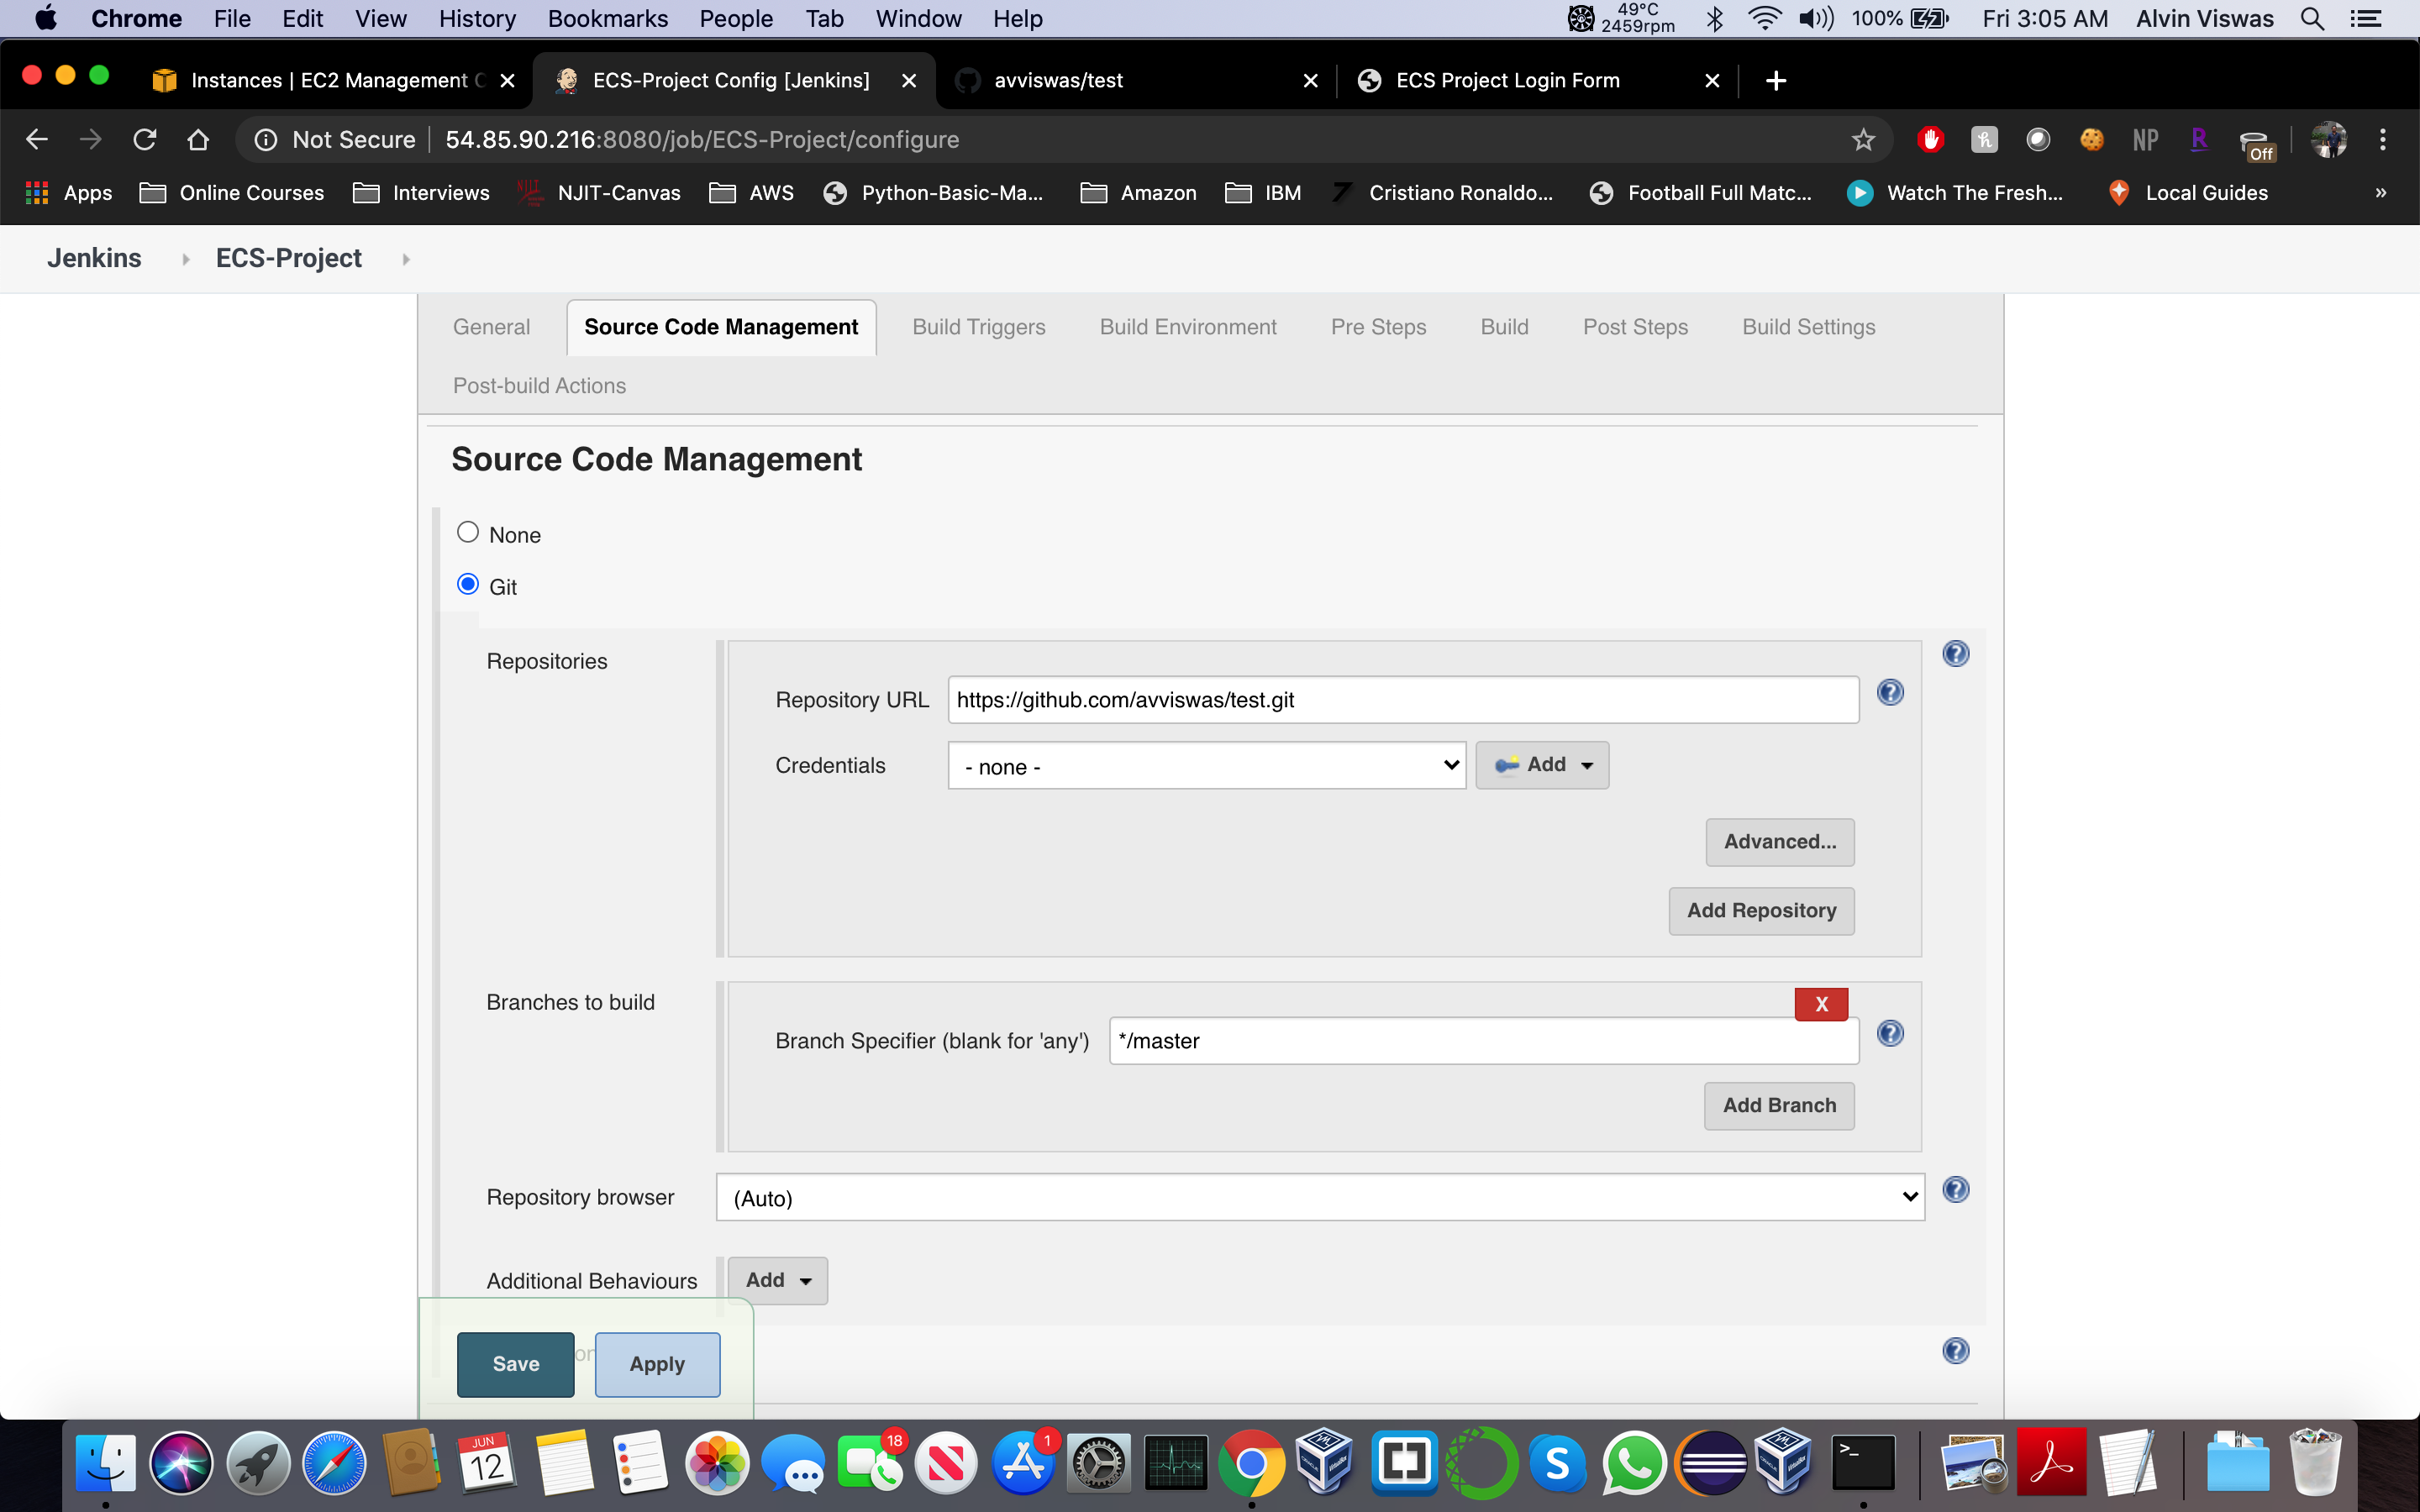 Chrome File Edit View History Bookmarks People Tab Window Help 49°C 2459rpm 100% Fri 3:05 AM Alvin Viswas
Instances | EC2 Management C ECS-Project Config [Jenkins] avviswas/test ECS Project Login Form
Not Secure 54.85.90.216:8080/job/ECS-Project/configure NP R Off
Apps Online Courses Interviews NJIT-Canvas AWS Python-Basic-Ma... Amazon IBM Cristiano Ronaldo... Football Full Matc... Watch The Fresh... Local Guides »
Jenkins ECS-Project
General Source Code Management Build Triggers Build Environment Pre Steps Build Post Steps Build Settings
Post-build Actions
Source Code Management
None
Git
Repositories
Repository URL https://github.com/avviswas/test.git
Credentials - none - Add
Advanced...
Add Repository
Branches to build
X
Branch Specifier (blank for 'any') */master
Add Branch
Repository browser (Auto)
Additional Behaviours Add
Save Apply
JUN
12
18
1